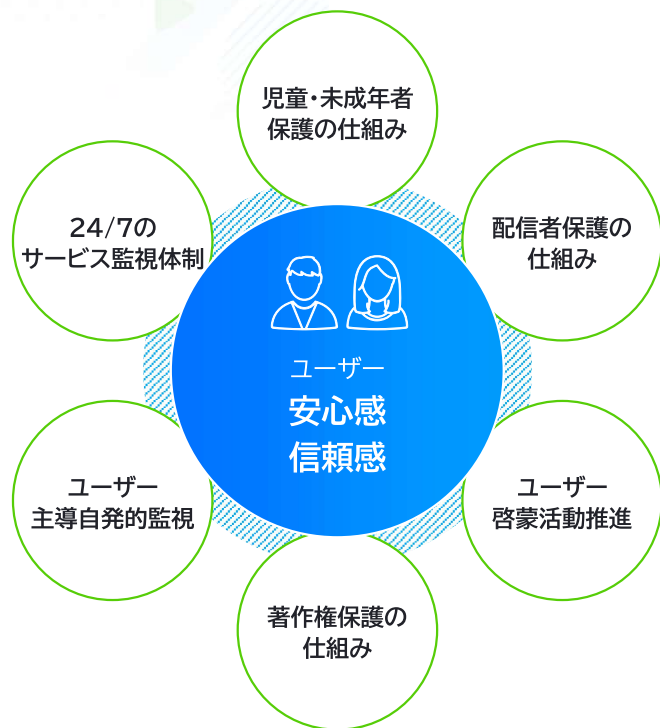 児童・未成年者
保護の仕組み
24/7の
サービス監視体制
配信者保護の
仕組み
ユーザー
安心感
信頼感
ユーザー
主導自発的監視
ユーザー
啓蒙活動推進
著作権保護の
仕組み